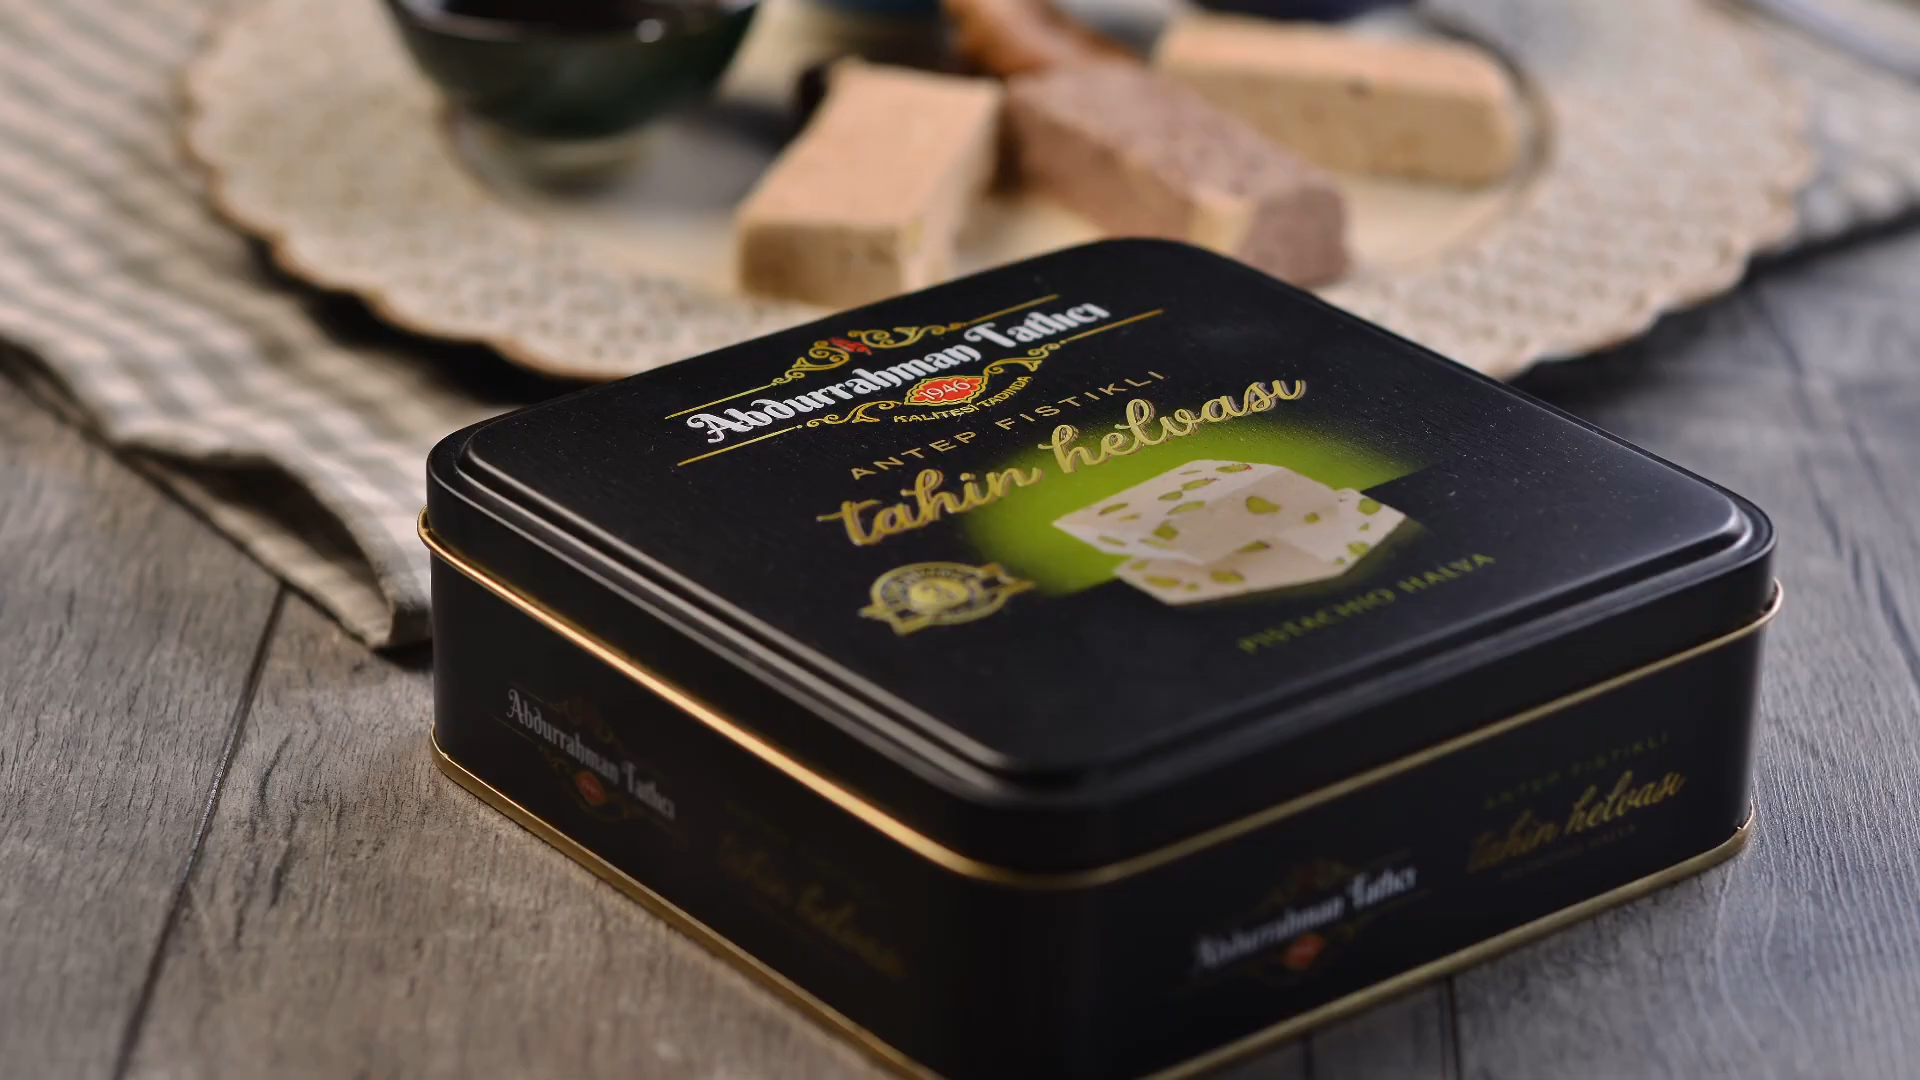 Abdurrahman Tatlıcı
1946
KALİTESİ TADINDA
ANTEP FISTIKLI
tahin helvası
PISTACHIO HALVA
Abdurrahman Tatlıcı
tahin helvası
Abdurrahman Tatlıcı
ANTEP FISTIKLI
tahin helvası